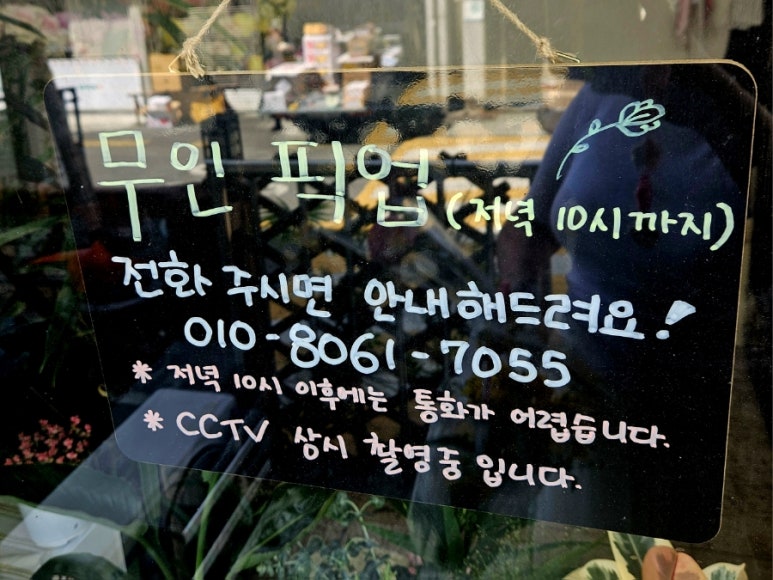 무인 픽업 (저녁 10시까지)
전화 주시면 안내해드려요!
010-8061-7055
* 저녁 10시 이후에는 통화가 어렵습니다.
* CCTV 상시 촬영중 입니다.